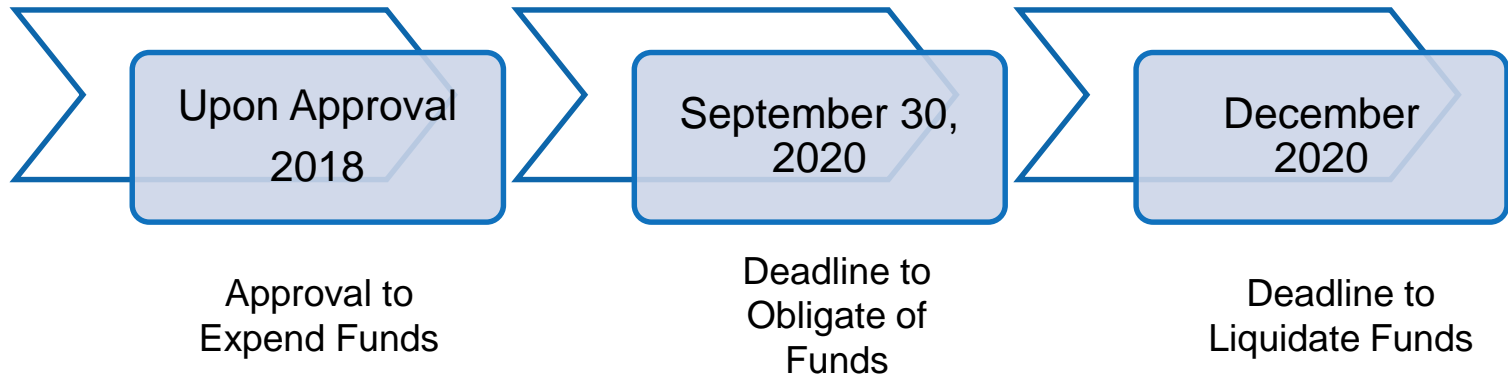 Upon Approval
2018
September 30,
2020
December
2020
Approval to
Expend Funds
Deadline to
Obligate of
Funds
Deadline to
Liquidate Funds